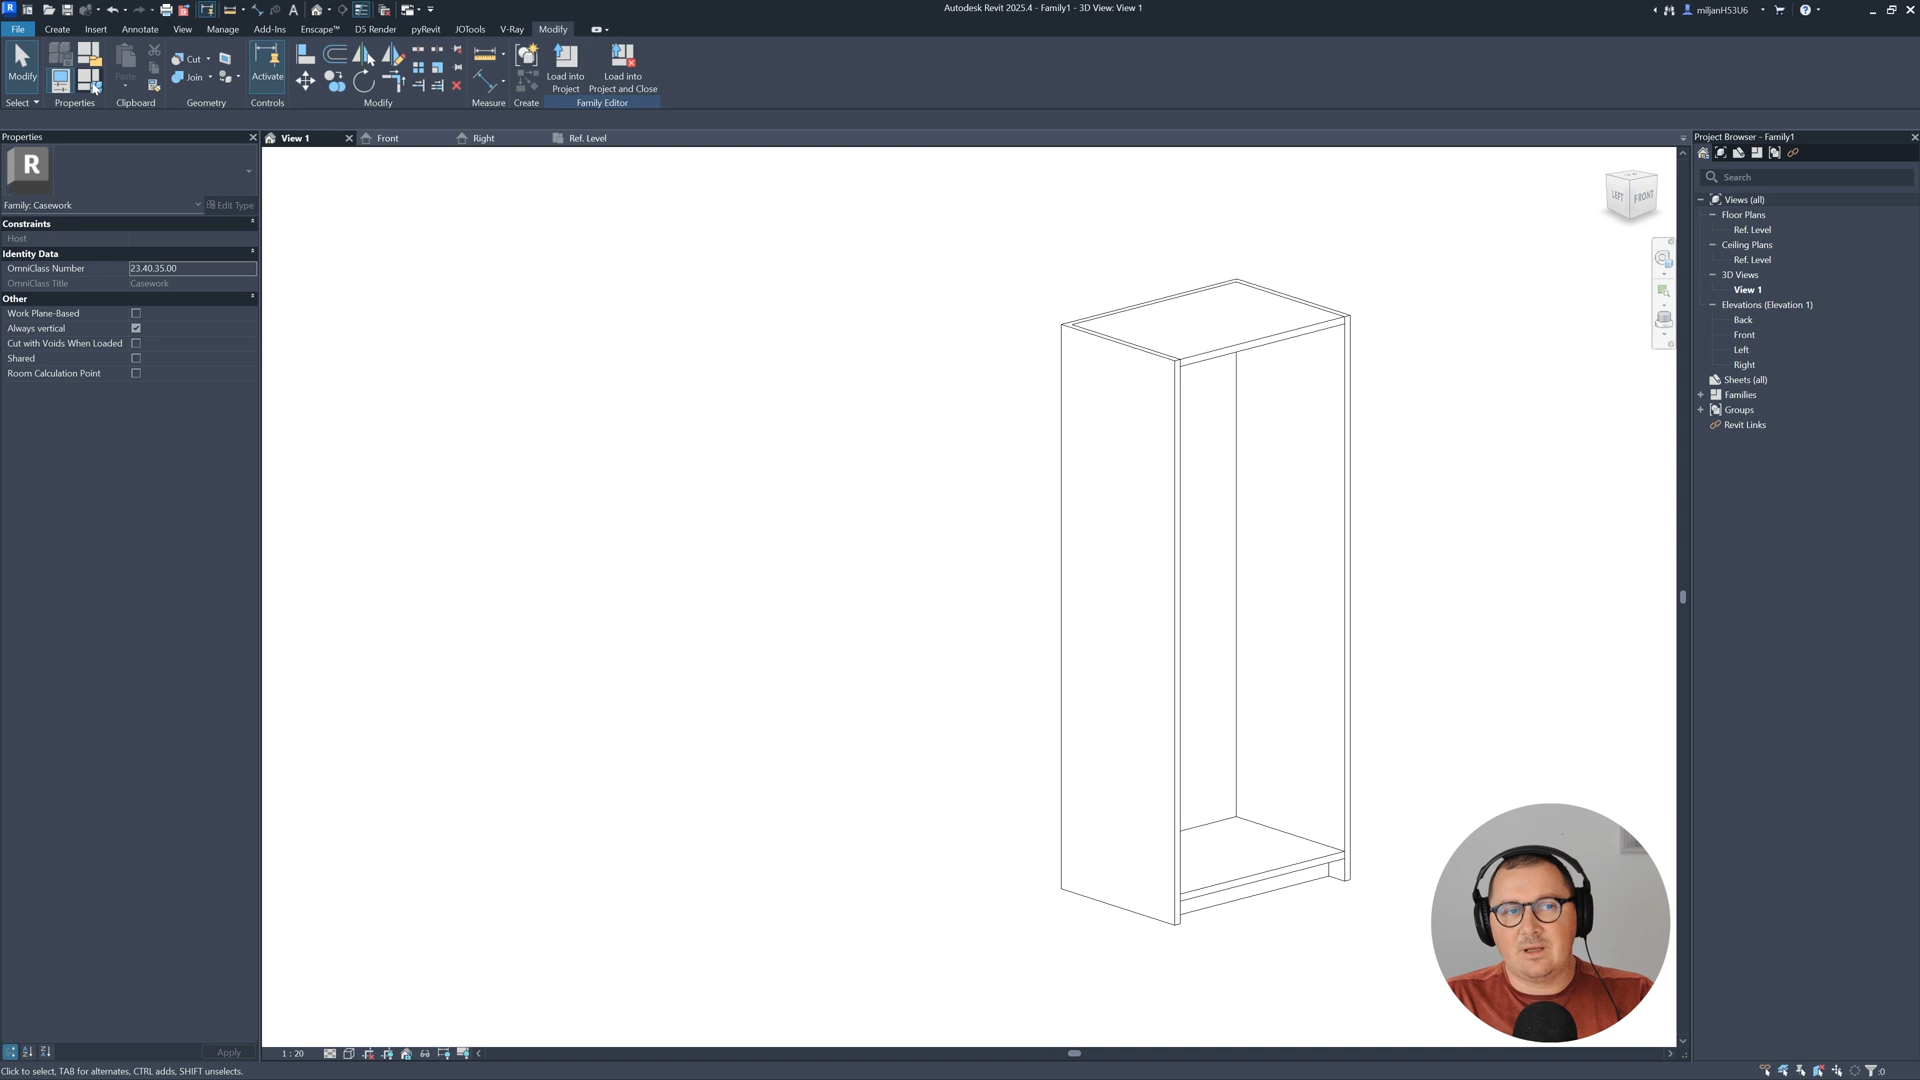 Autodesk Revit 2025.4 - Family1 - 3D View: View 1
miljanH53U6
File
Create
Insert
Annotate
View
Manage
Add-Ins
Enscape™
D5 Render
pyRevit
JOTools
V-Ray
Modify
Modify
Paste
Cut
Join
Activate
Load into Project
Load into Project and Close
Select
Properties
Clipboard
Geometry
Controls
Modify
Measure
Create
Family Editor
Properties
View 1
Front
Right
Ref. Level
Project Browser - Family1
R
Search
Family: Casework
Edit Type
Constraints
Host
Identity Data
OmniClass Number 23.40.35.00
OmniClass Title Casework
Other
Work Plane-Based
Always vertical
Cut with Voids When Loaded
Shared
Room Calculation Point
LEFT
FRONT
Views (all)
Floor Plans
Ref. Level
Ceiling Plans
Ref. Level
3D Views
View 1
Elevations (Elevation 1)
Back
Front
Left
Right
Sheets (all)
Families
Groups
Revit Links
Apply
1 : 20
Click to select, TAB for alternates, CTRL adds, SHIFT unselects.
:0